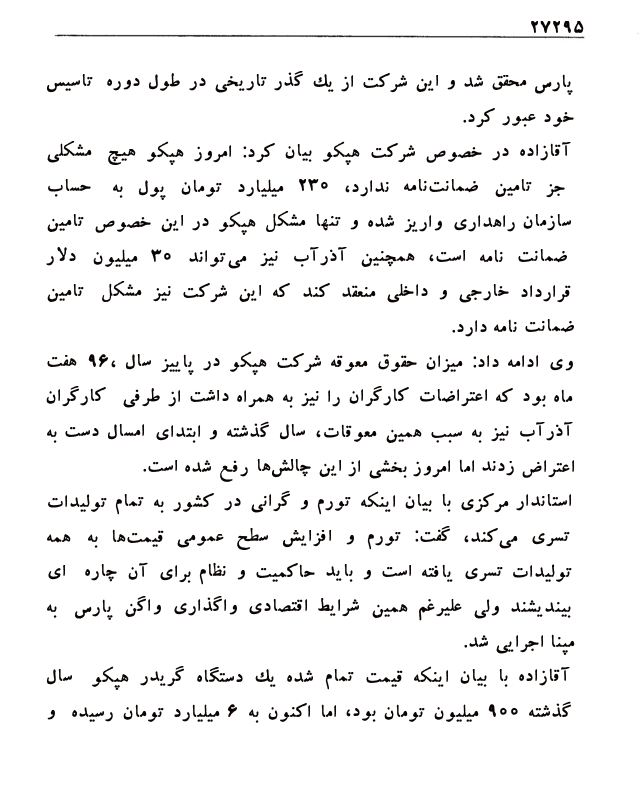 ۲۷۲۹۵
پارس محقق شد و این شرکت از یك گذر تاریخی در طول دوره تاسیس
خود عبور کرد.
آقازاده در خصوص شرکت هپکو بیان کرد: امروز هپکو هیچ مشکلی
جز تامین ضمانت‌نامه ندارد، ۲۳۰ میلیارد تومان پول به حساب
سازمان راهداری واریز شده و تنها مشکل هپکو در این خصوص تامین
ضمانت نامه است، همچنین آذرآب نیز می‌تواند ۳۰ میلیون دلار
قرارداد خارجی و داخلی منعقد کند که این شرکت نیز مشکل تامین
ضمانت نامه دارد.
وی ادامه داد: میزان حقوق معوقه شرکت هپکو در پاییز سال ،۹۶ هفت
ماه بود که اعتراضات کارگران را نیز به همراه داشت از طرفی کارگران
آذرآب نیز به سبب همین معوقات، سال گذشته و ابتدای امسال دست به
اعتراض زدند اما امروز بخشی از این چالش‌ها رفع شده است.
استاندار مرکزی با بیان اینکه تورم و گرانی در کشور به تمام تولیدات
تسری می‌کند، گفت: تورم و افزایش سطح عمومی قیمت‌ها به همه
تولیدات تسری یافته است و باید حاکمیت و نظام برای آن چاره ای
بیندیشند ولی علیرغم همین شرایط اقتصادی واگذاری واگن پارس به
مپنا اجرایی شد.
آقازاده با بیان اینکه قیمت تمام شده یك دستگاه گریدر هپکو سال
گذشته ۹۰۰ میلیون تومان بود، اما اکنون به ۶ میلیارد تومان رسیده و